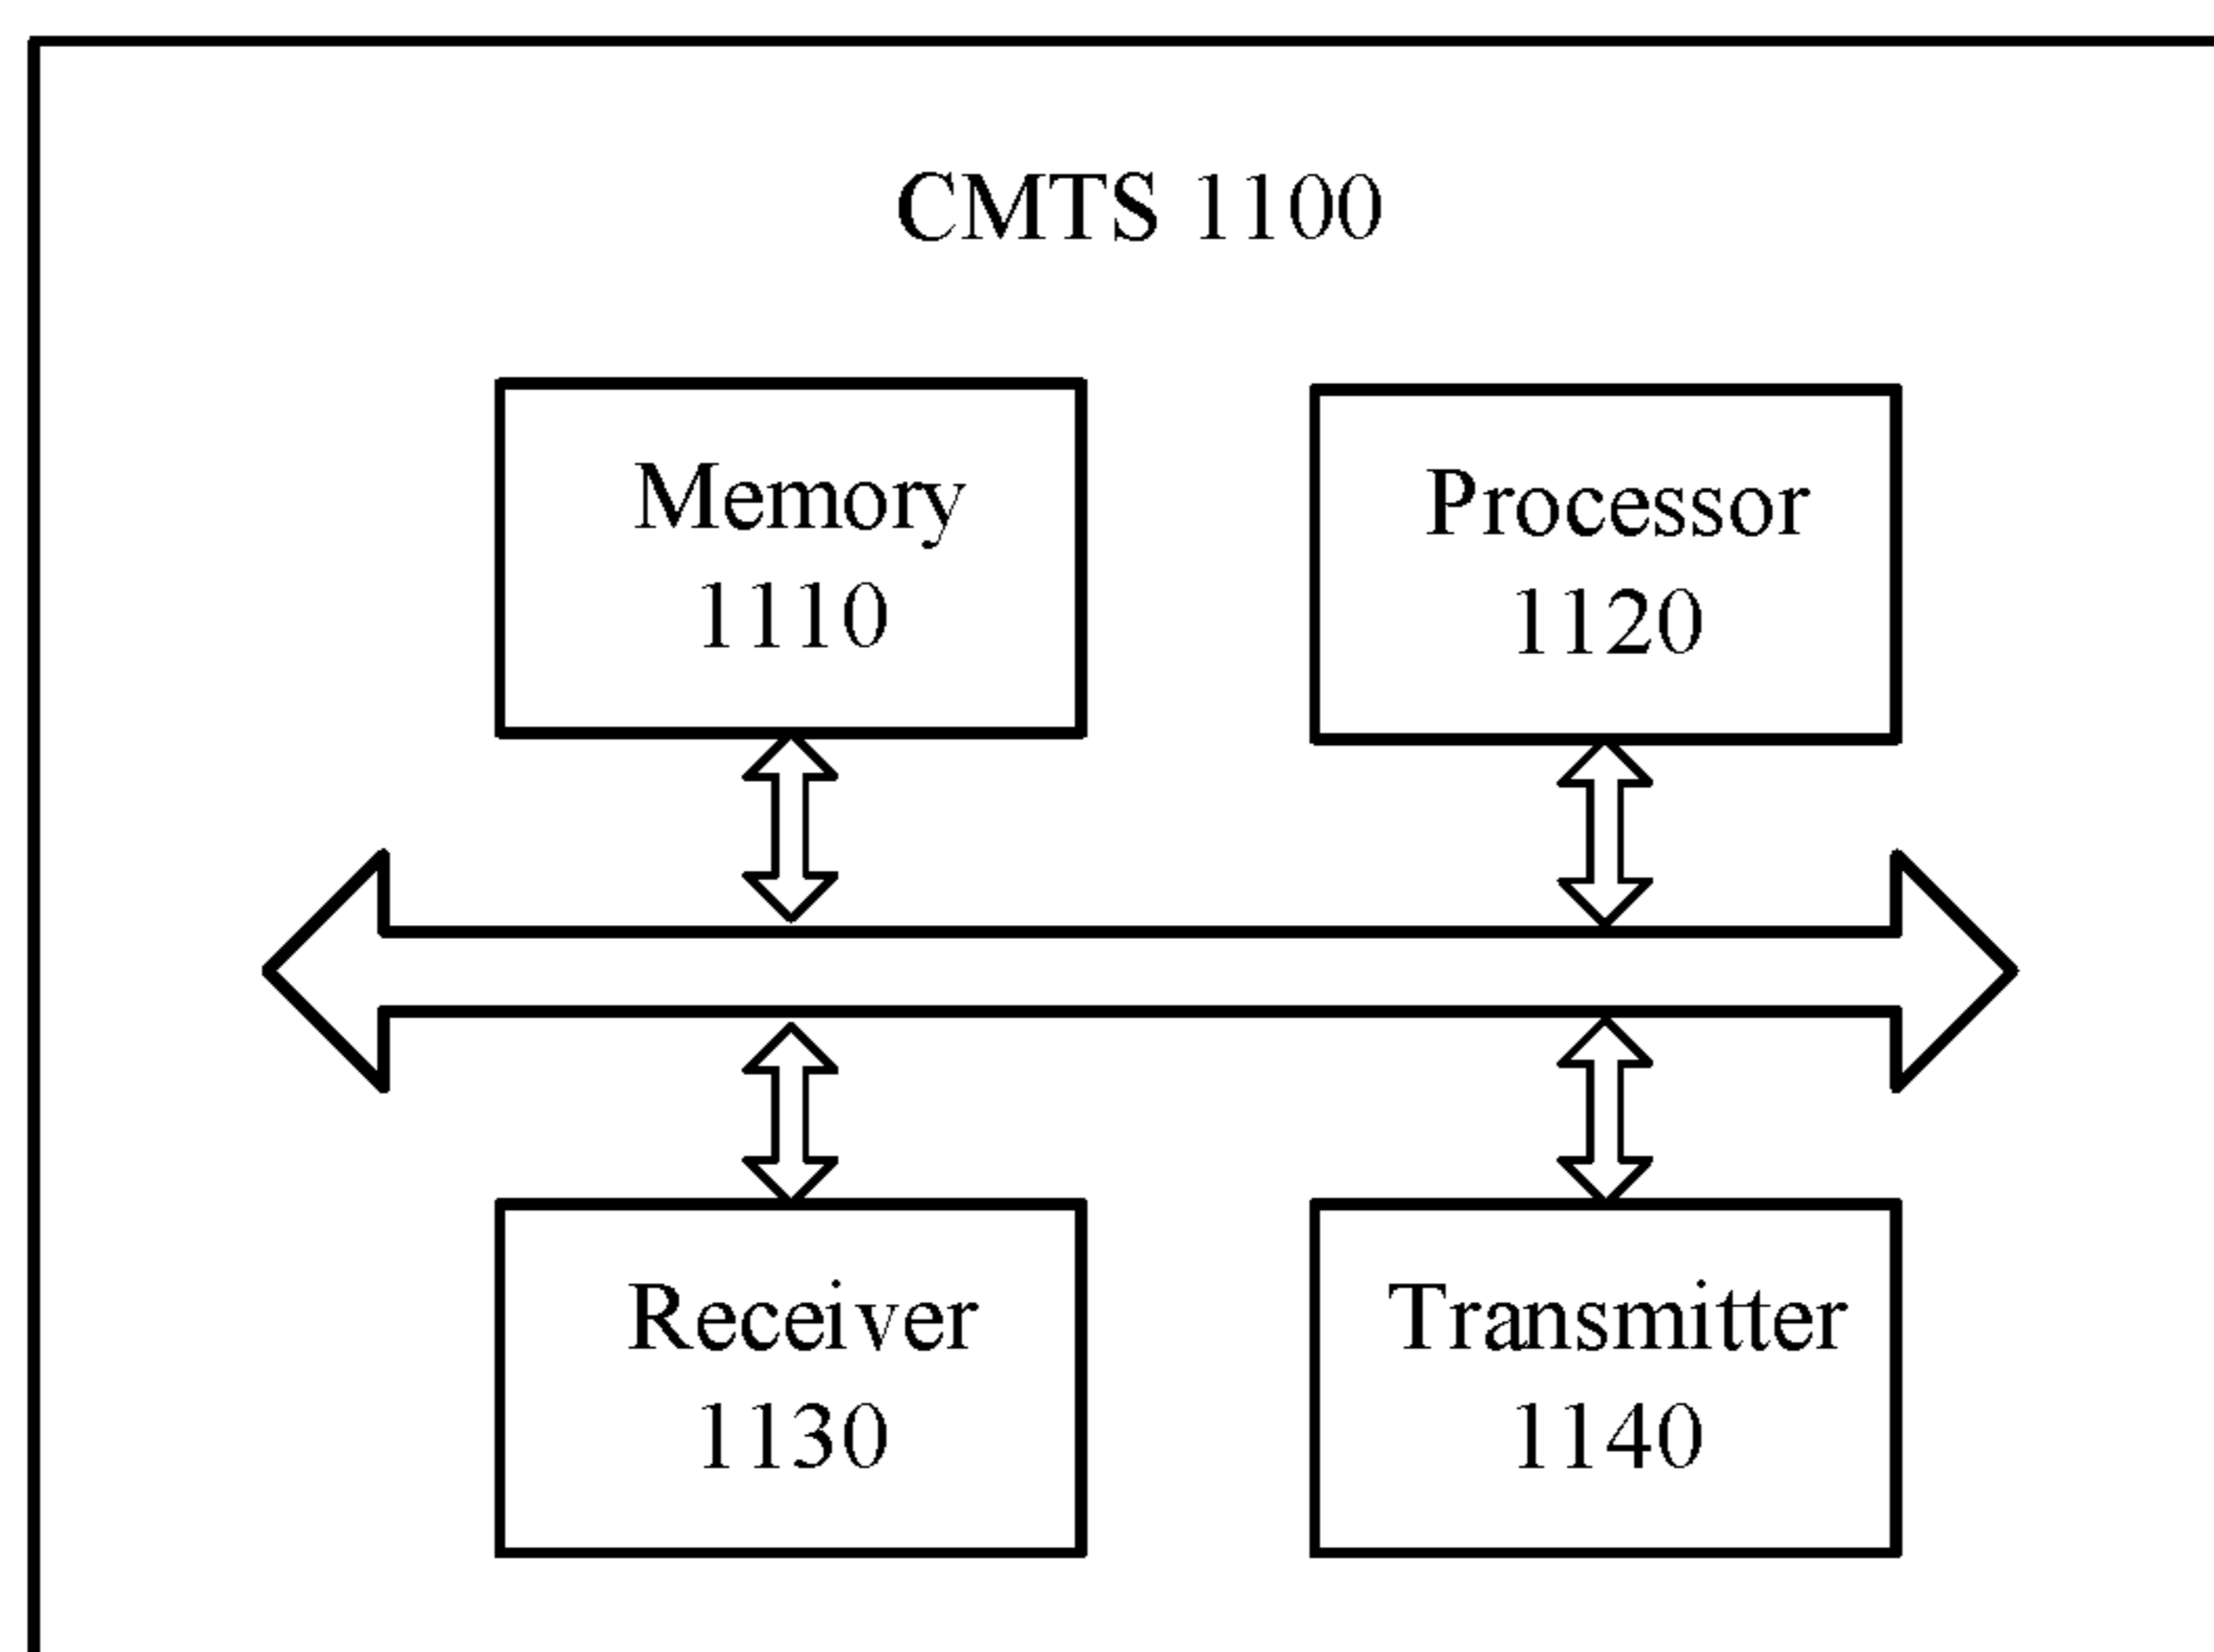 CMTS 1100
Memory
1110
Processor
1120
Receiver
1130
Transmitter
1140